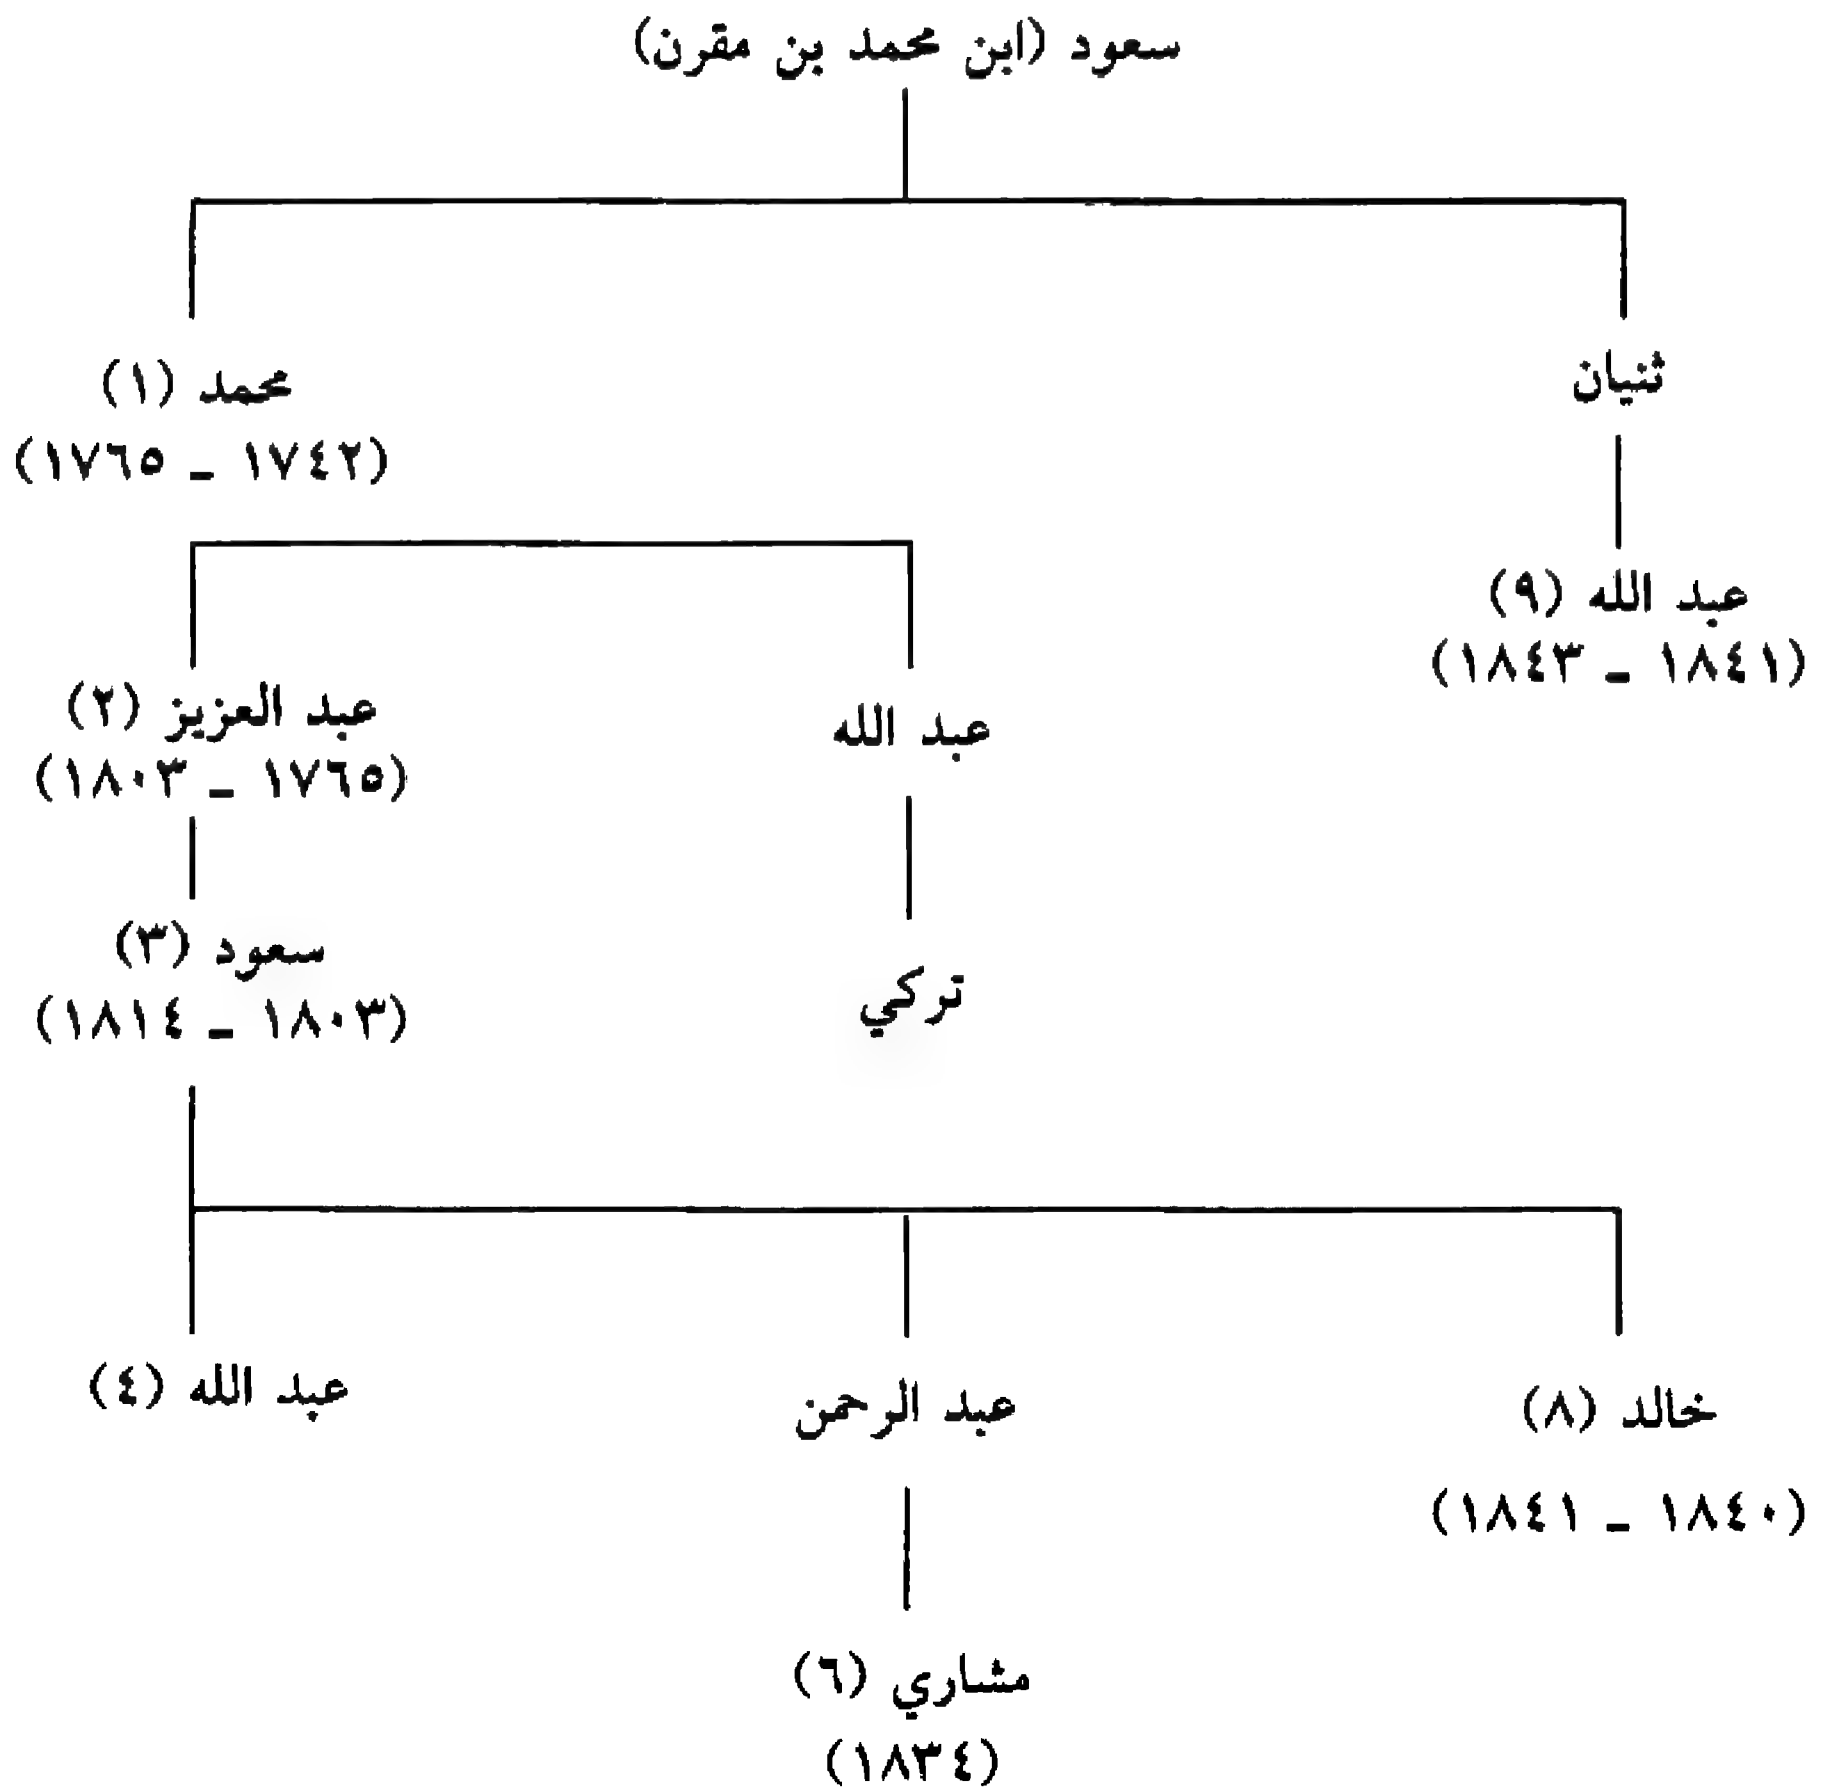 سعود (ابن محمد بن مقرن)
ثنيان
محمد (١)
(١٧٤٢ ـ ١٧٦٥)
عبد الله (٩)
(١٨٤١ ـ ١٨٤٣)
عبد الله
عبد العزيز (٢)
(١٧٦٥ ـ ١٨٠٣)
تركي
سعود (٣)
(١٨٠٣ ـ ١٨١٤)
خالد (٨)
(١٨٤٠ ـ ١٨٤١)
عبد الرحمن
عبد الله (٤)
مشاري (٦)
(١٨٣٤)